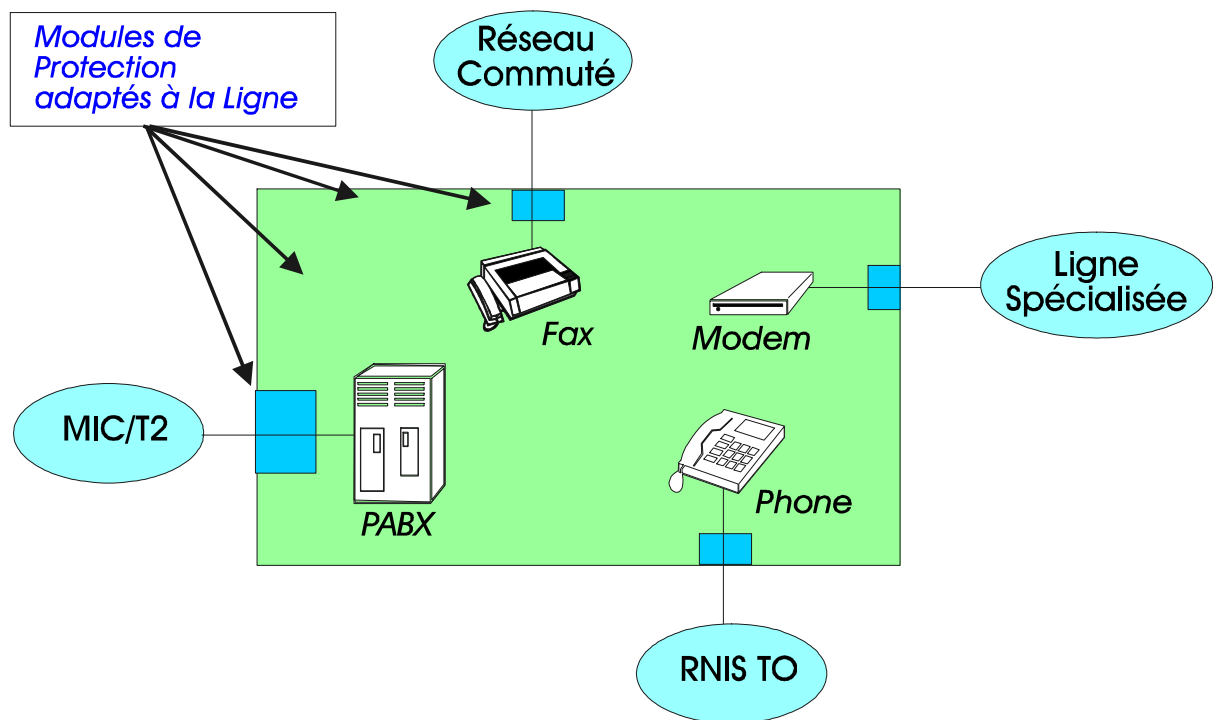 Modules de
Protection
adaptés à la Ligne
Réseau
Commuté
Ligne
Spécialisée
Fax
Modem
MIC/T2
PABX
Phone
RNIS TO